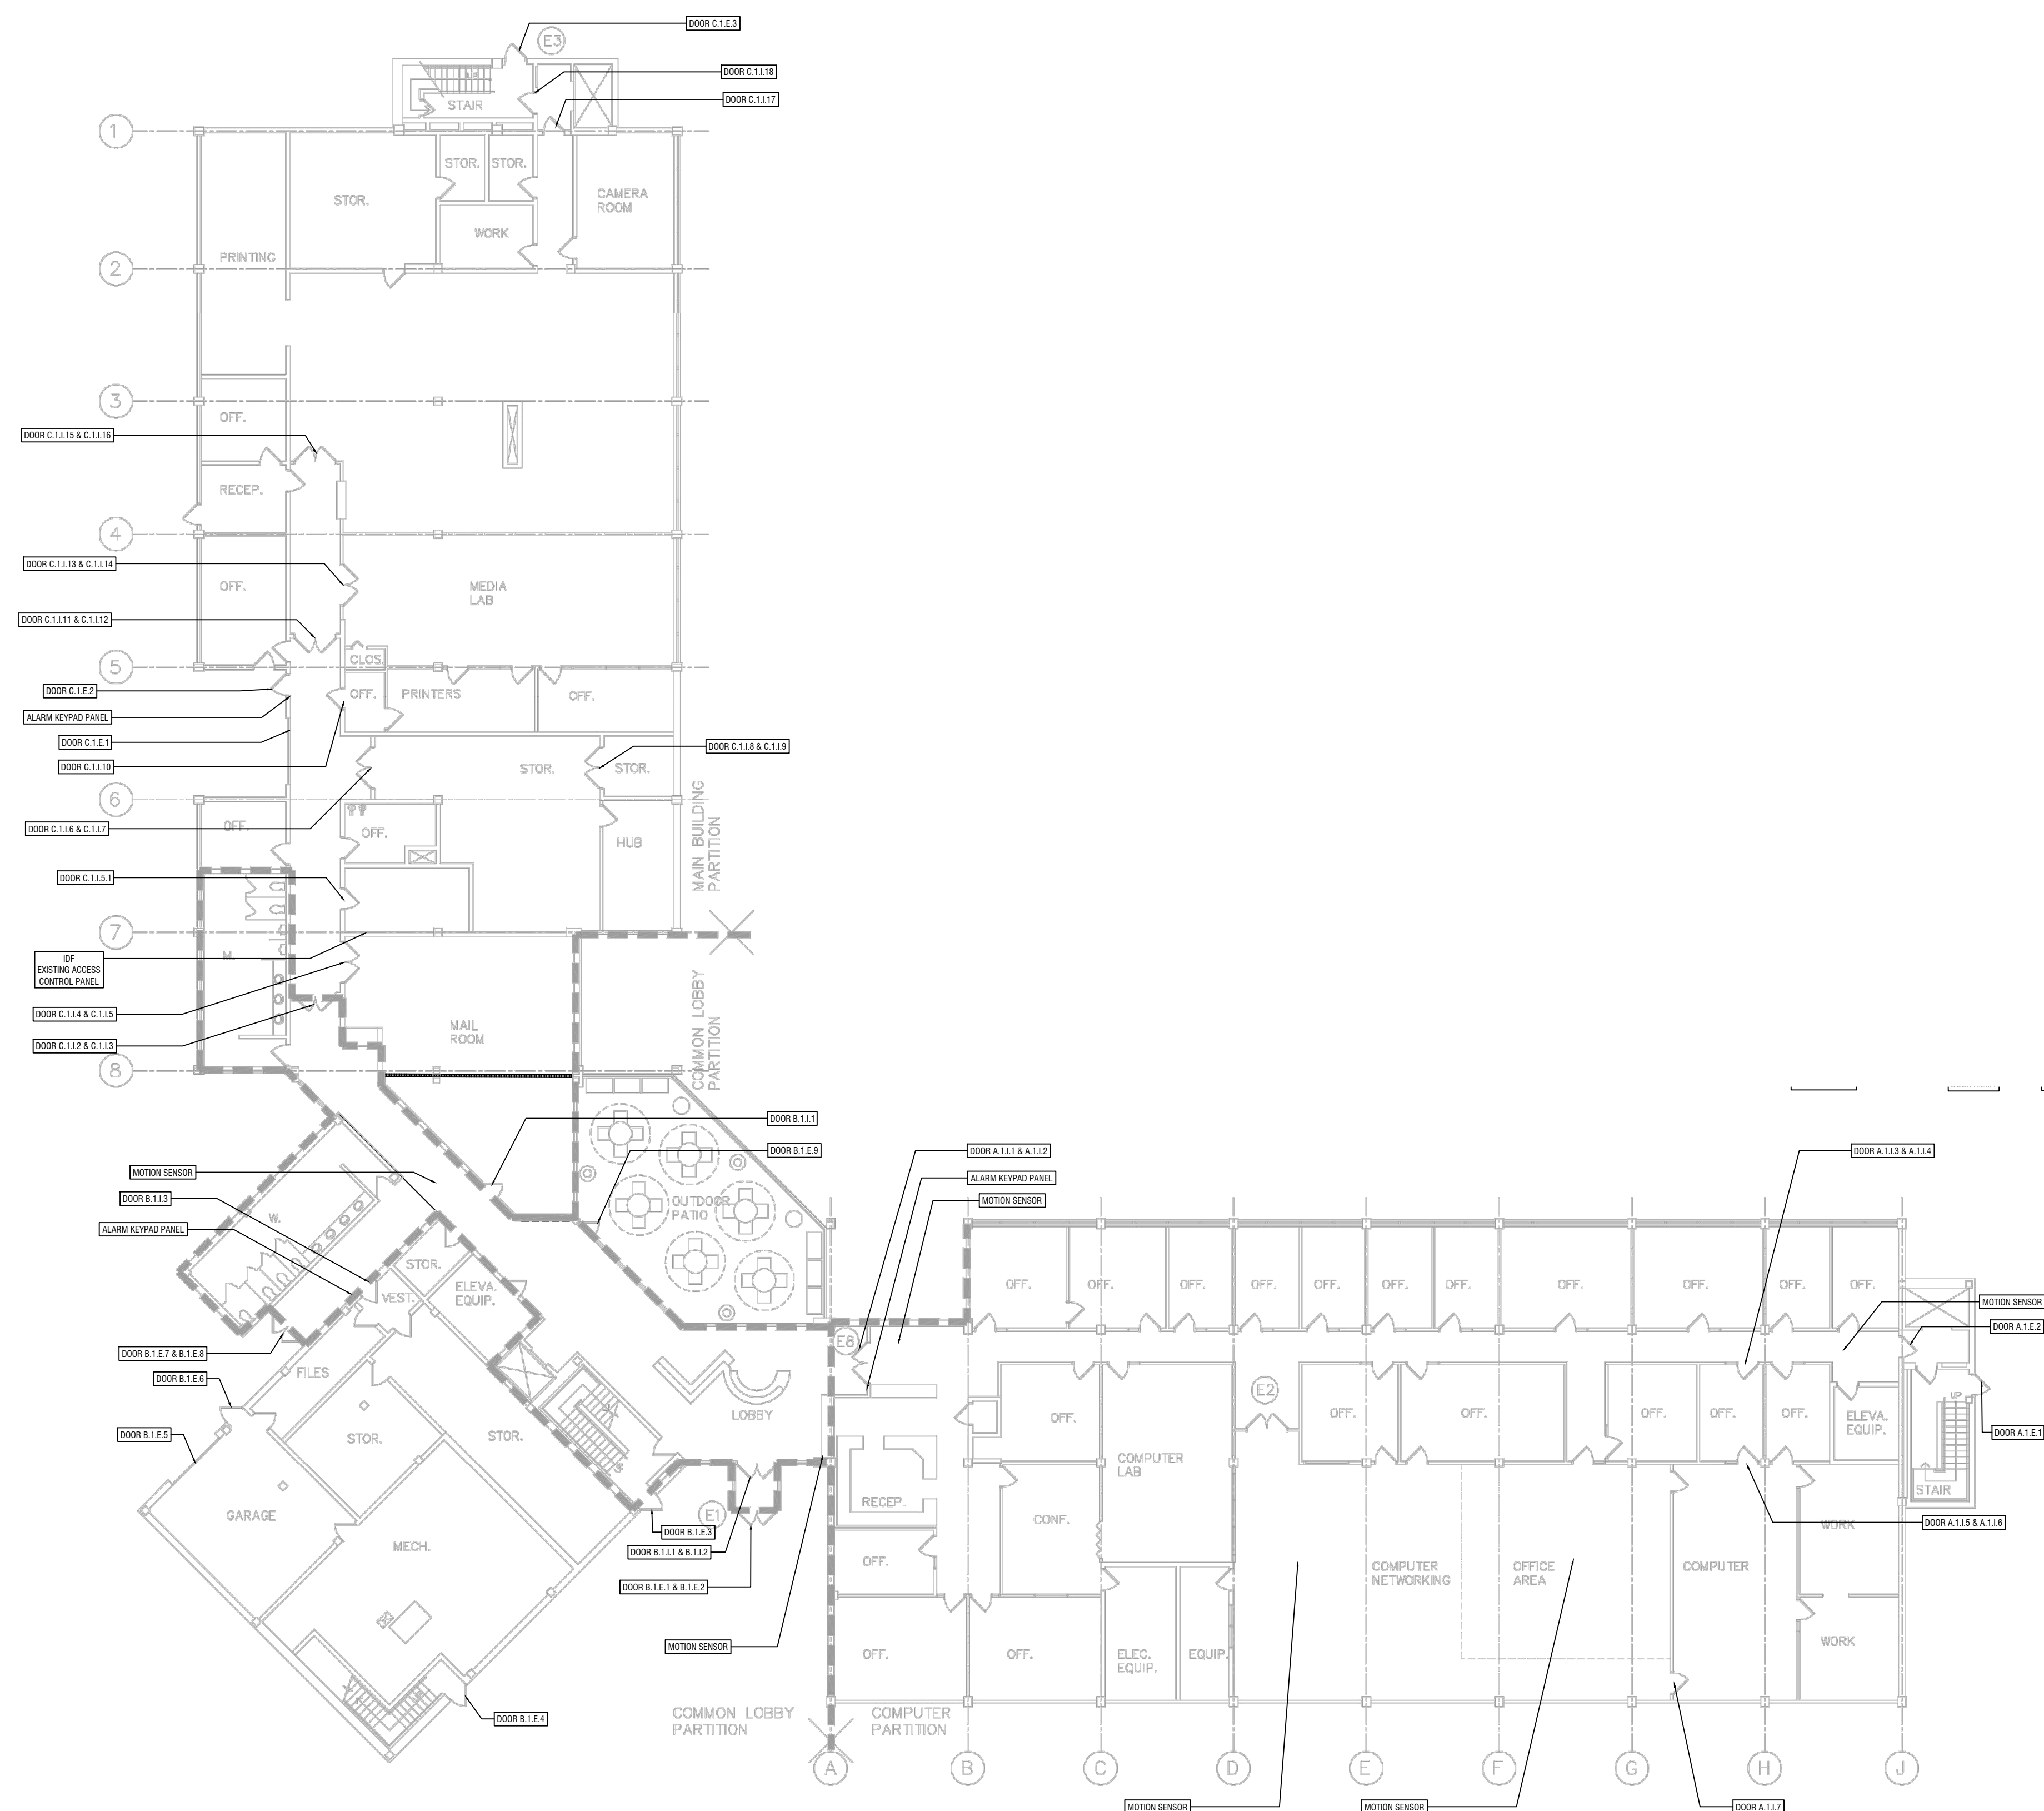 DOOR C.1.E.3
E3
DOOR C.1.I.18
UP
STAIR
DOOR C.1.I.17
1
STOR.
STOR.
STOR.
CAMERA
ROOM
WORK
PRINTING
2
3
OFF.
DOOR C.1.I.15 & C.1.I.16
RECEP.
4
DOOR C.1.I.13 & C.1.I.14
OFF.
MEDIA
LAB
DOOR C.1.I.11 & C.1.I.12
5
CLOS.
DOOR C.1.E.2
OFF.
PRINTERS
OFF.
ALARM KEYPAD PANEL
DOOR C.1.E.1
DOOR C.1.I.8 & C.1.I.9
DOOR C.1.I.10
STOR.
STOR.
6
MAIN BUILDING
PARTITION
DOOR C.1.I.6 & C.1.I.7
OFF.
OFF.
HUB
DOOR C.1.I.5.1
7
M.
IDF
EXISTING ACCESS
CONTROL PANEL
DOOR C.1.I.4 & C.1.I.5
MAIL
ROOM
COMMON LOBBY
PARTITION
DOOR C.1.I.2 & C.1.I.3
8
DOOR B.1.I.1
DOOR B.1.E.9
DOOR A.1.I.1 & A.1.I.2
DOOR A.1.I.3 & A.1.I.4
MOTION SENSOR
ALARM KEYPAD PANEL
DOOR B.1.I.3
MOTION SENSOR
OUTDOOR
PATIO
W.
ALARM KEYPAD PANEL
STOR.
ELEVA.
EQUIP.
VEST.
OFF.
OFF.
OFF.
OFF.
OFF.
OFF.
OFF.
OFF.
OFF.
OFF.
OFF.
MOTION SENSOR
DOOR A.1.E.2
E8
DOOR B.1.E.7 & B.1.E.8
FILES
DOOR B.1.E.6
E2
UP
LOBBY
OFF.
OFF.
OFF.
OFF.
OFF.
OFF.
ELEVA.
EQUIP.
DOOR A.1.E.1
DOOR B.1.E.5
STOR.
STOR.
COMPUTER
LAB
STAIR
RECEP.
GARAGE
E1
CONF.
WORK
DOOR A.1.I.5 & A.1.I.6
DOOR B.1.E.3
MECH.
DOOR B.1.I.1 & B.1.I.2
OFF.
COMPUTER
NETWORKING
OFFICE
AREA
COMPUTER
DOOR B.1.E.1 & B.1.E.2
MOTION SENSOR
OFF.
OFF.
ELEC.
EQUIP.
EQUIP.
WORK
DOOR B.1.E.4
COMMON LOBBY
PARTITION
COMPUTER
PARTITION
A
B
C
D
E
F
G
H
J
MOTION SENSOR
MOTION SENSOR
DOOR A.1.I.7